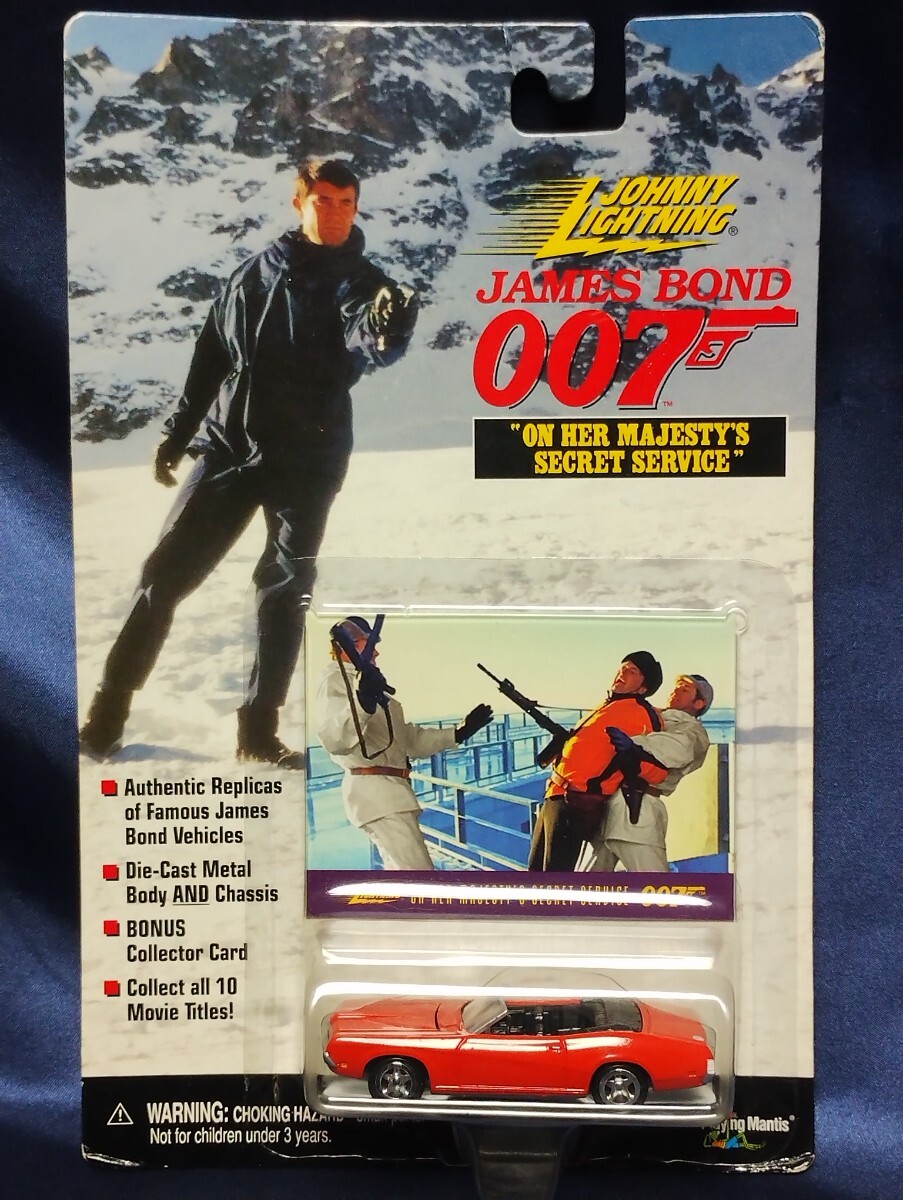 JOHNNY
LIGHTNING®
JAMES BOND
007™
"ON HER MAJESTY'S
SECRET SERVICE"
ON HER MAJESTY'S SECRET SERVICE 007
Authentic Replicas
of Famous James
Bond Vehicles
Die-Cast Metal
Body AND Chassis
BONUS
Collector Card
Collect all 10
Movie Titles!
WARNING: CHOKING HAZARD
Not for children under 3 years.
Mantis®